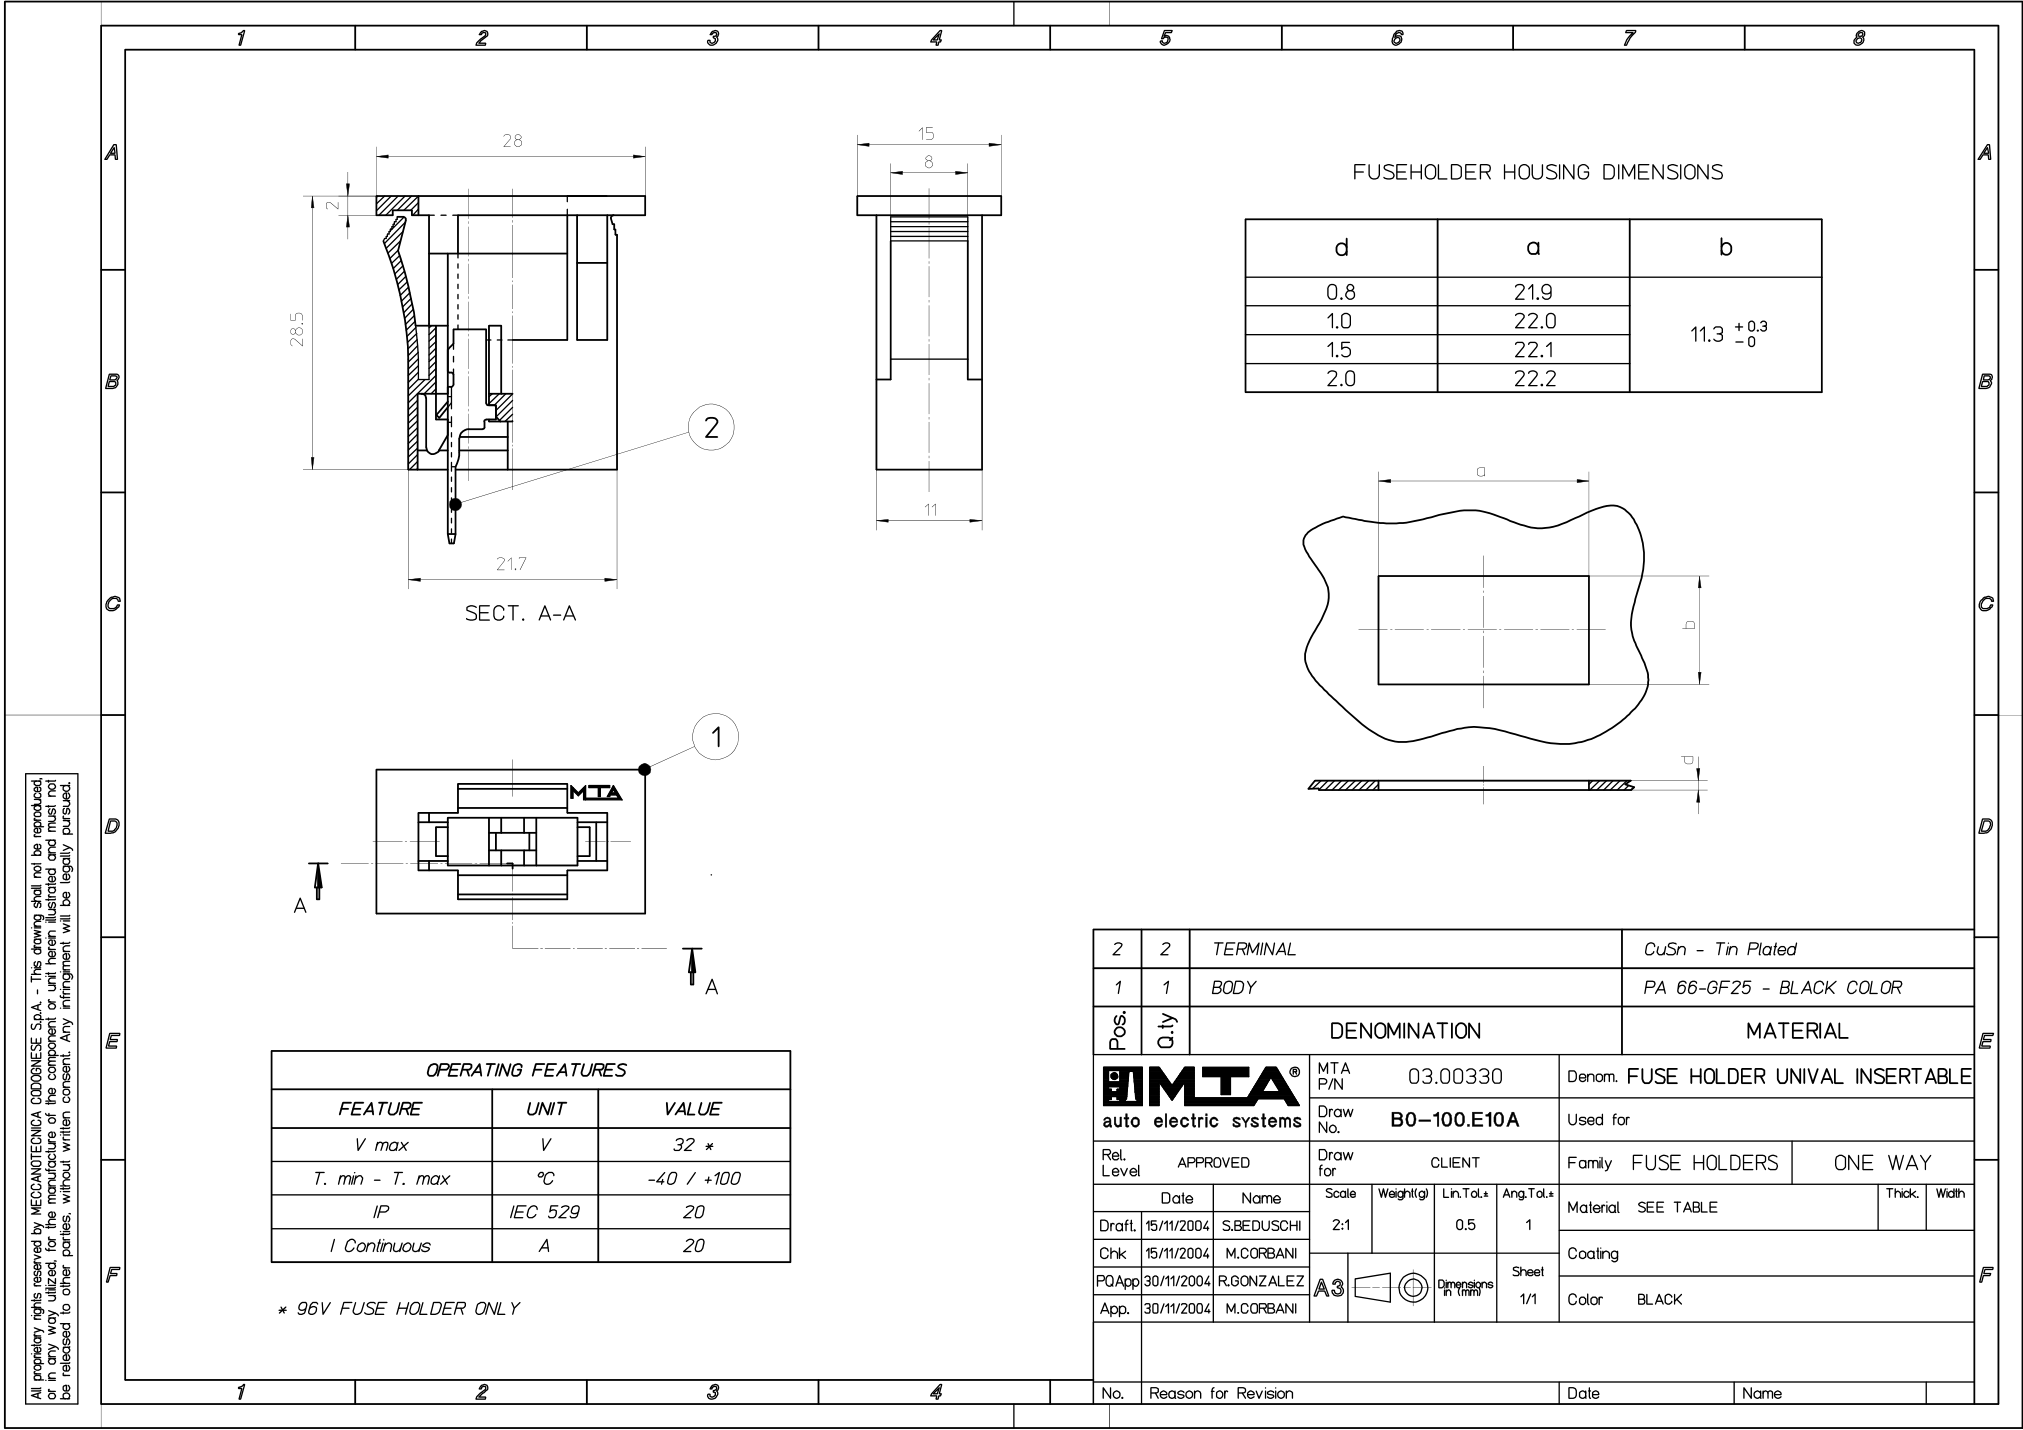 1 2 3 4 5 6 7 8
A
B
C
D
E
F
A
B
C
D
E
F
28
2
28.5
2
21.7
SECT. A-A
15
8
11
FUSEHOLDER HOUSING DIMENSIONS
d a b
0.8 21.9
1.0 22.0
1.5 22.1
2.0 22.2
11.3 +0.3 -0
a
b
d
1
MTA
A
A
OPERATING FEATURES
FEATURE UNIT VALUE
V max V 32 *
T. min - T. max °C -40 / +100
IP IEC 529 20
I Continuous A 20
* 96V FUSE HOLDER ONLY
2 2 TERMINAL CuSn - Tin Plated
1 1 BODY PA 66-GF25 - BLACK COLOR
Pos. Q.ty DENOMINATION MATERIAL
MTA®
auto electric systems
MTA P/N 03.00330
Denom. FUSE HOLDER UNIVAL INSERTABLE
Draw No. B0-100.E10A
Used for
Rel. Level APPROVED
Draw for CLIENT
Family FUSE HOLDERS ONE WAY
Date Name
Scale Weight(g) Lin.Tol.± Ang.Tol.±
2:1 0.5 1
Material SEE TABLE
Thick. Width
Draft. 15/11/2004 S.BEDUSCHI
Chk 15/11/2004 M.CORBANI
PQApp 30/11/2004 R.GONZALEZ
App. 30/11/2004 M.CORBANI
Coating
A3
Dimensions in (mm)
Sheet
1/1
Color BLACK
No. Reason for Revision Date Name
1 2 3 4
All proprietary rights reserved by MECCANOTECNICA CODOGNESE S.p.A. - This drawing shall not be reproduced,
or in any way utilized, for the manufacture of the component or unit herein illustrated and must not
be released to other parties, without written consent. Any infringiment will be legally pursued.